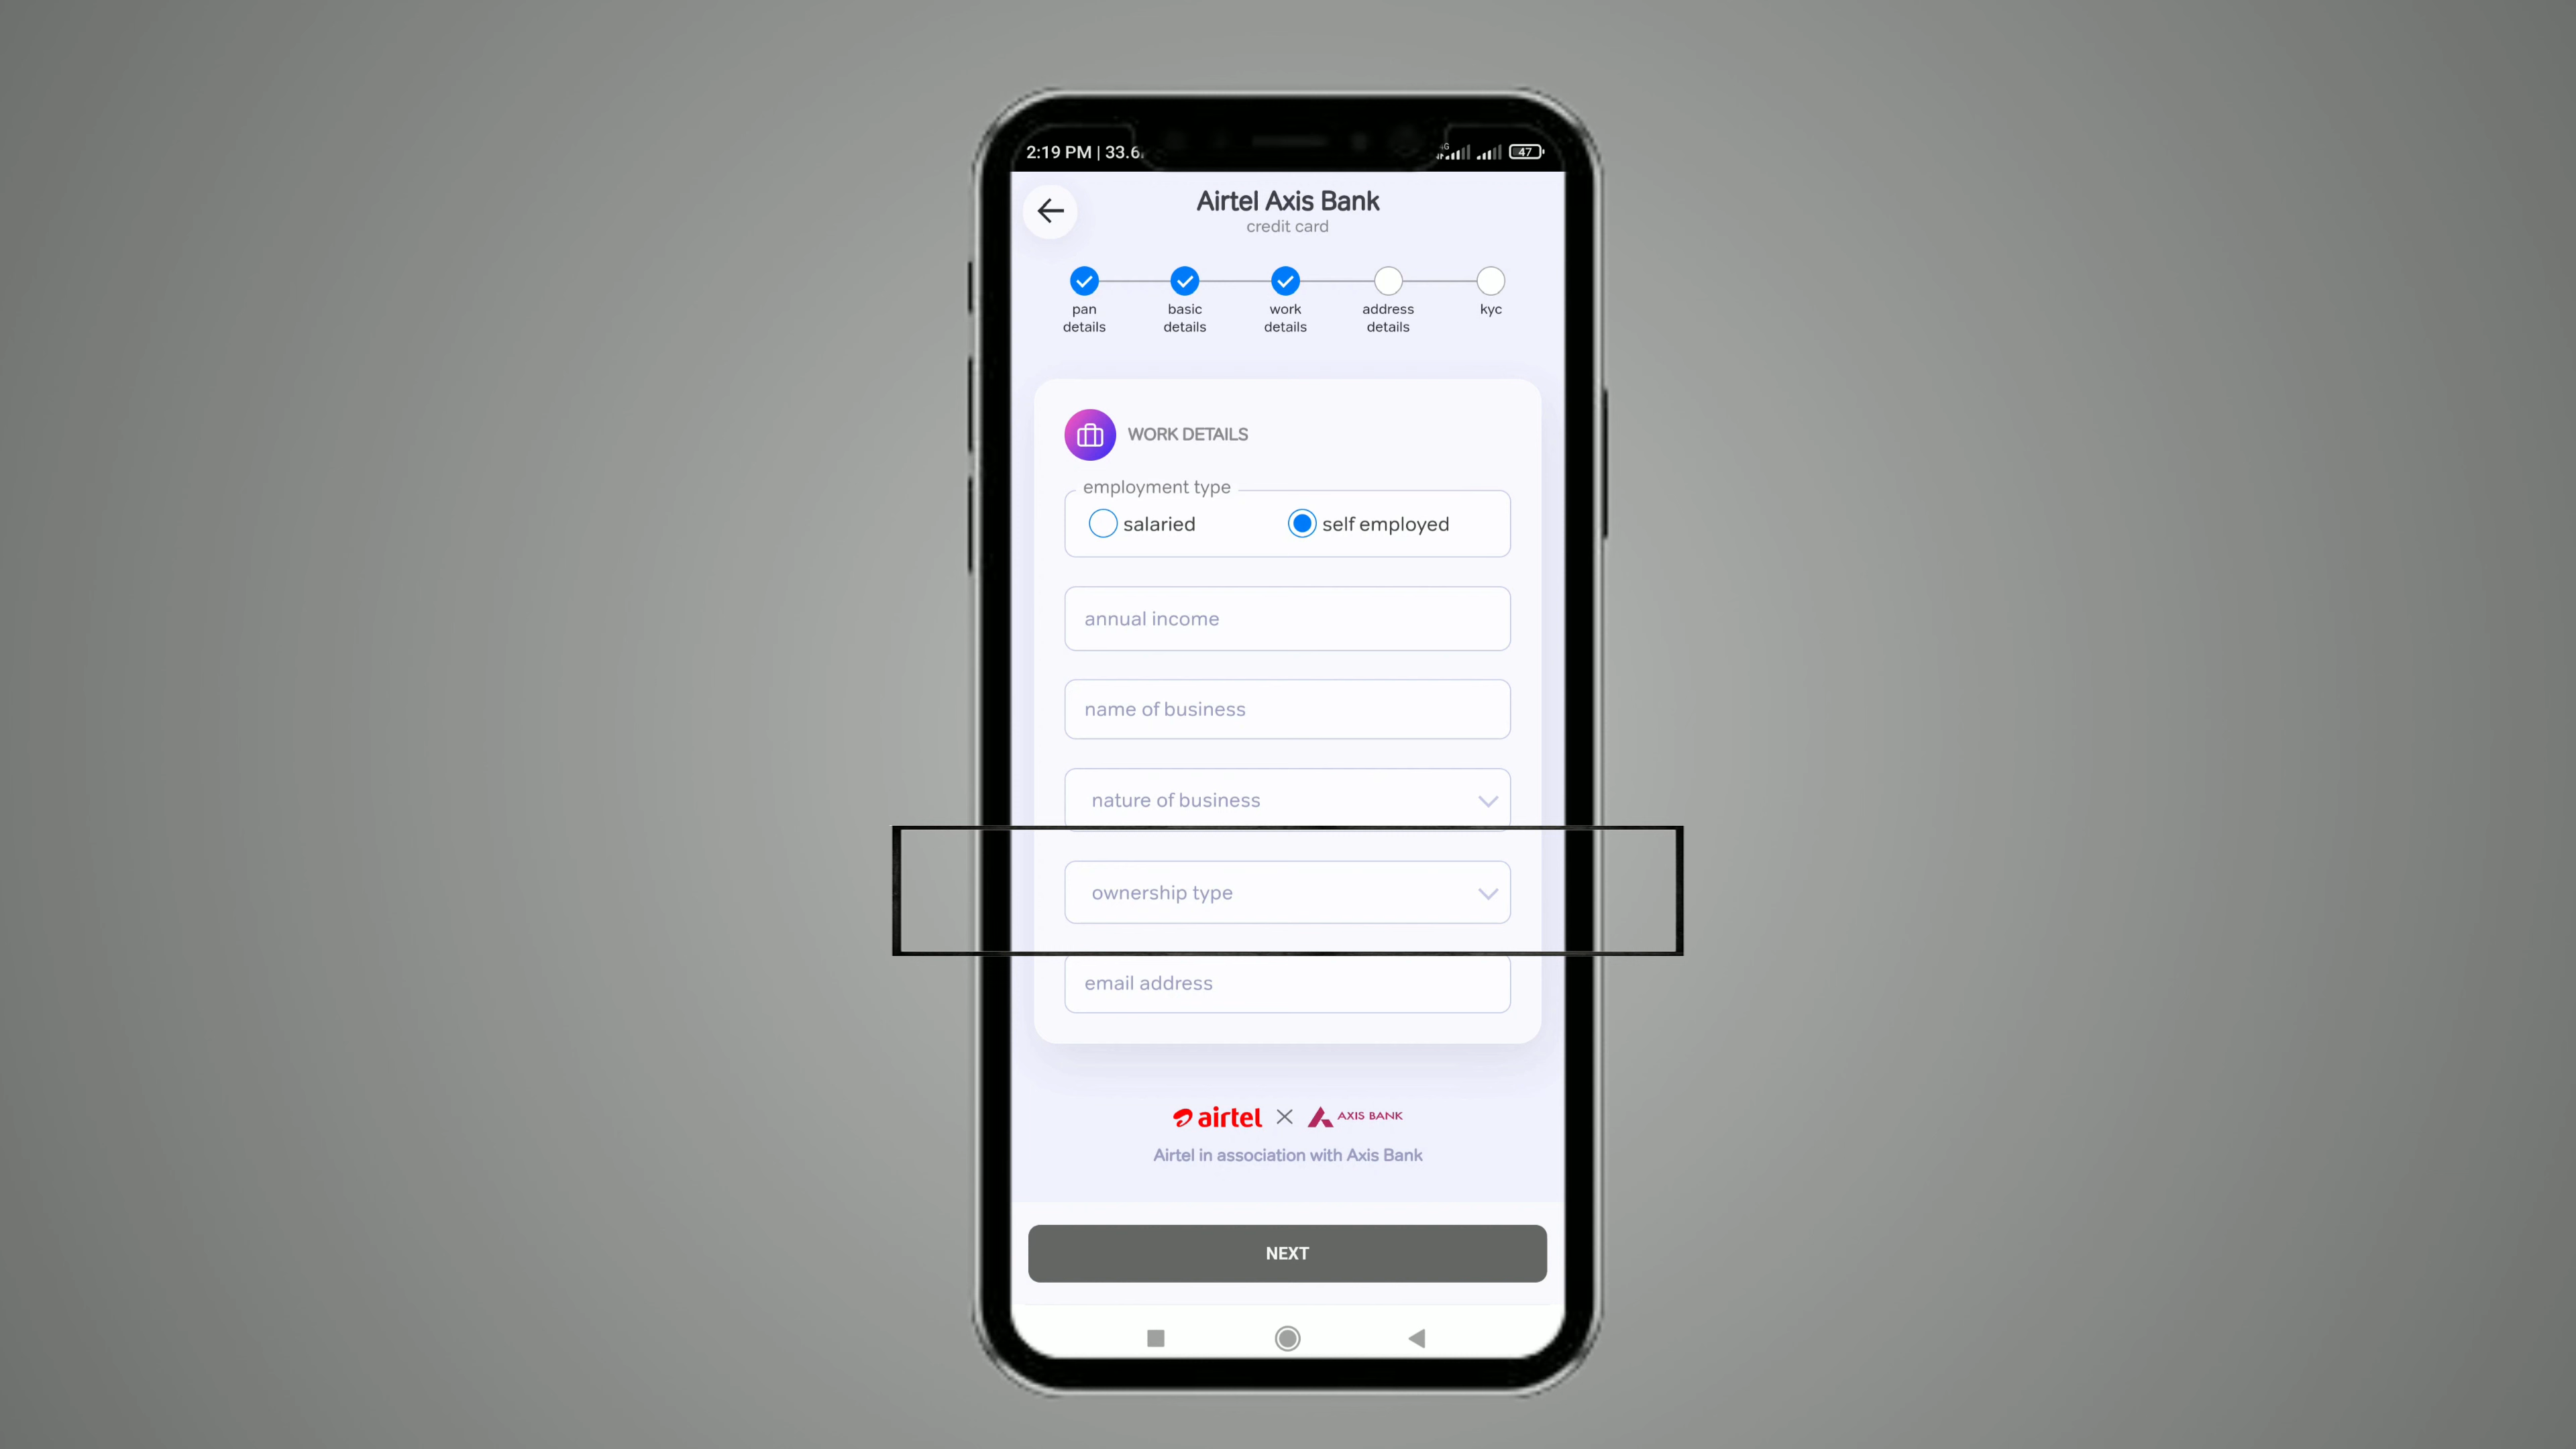 2:19 PM | 33.6
4G
47
Airtel Axis Bank
credit card
pan details
basic details
work details
address details
kyc
WORK DETAILS
employment type
salaried
self employed
annual income
name of business
nature of business
ownership type
email address
airtel X AXIS BANK
Airtel in association with Axis Bank
NEXT